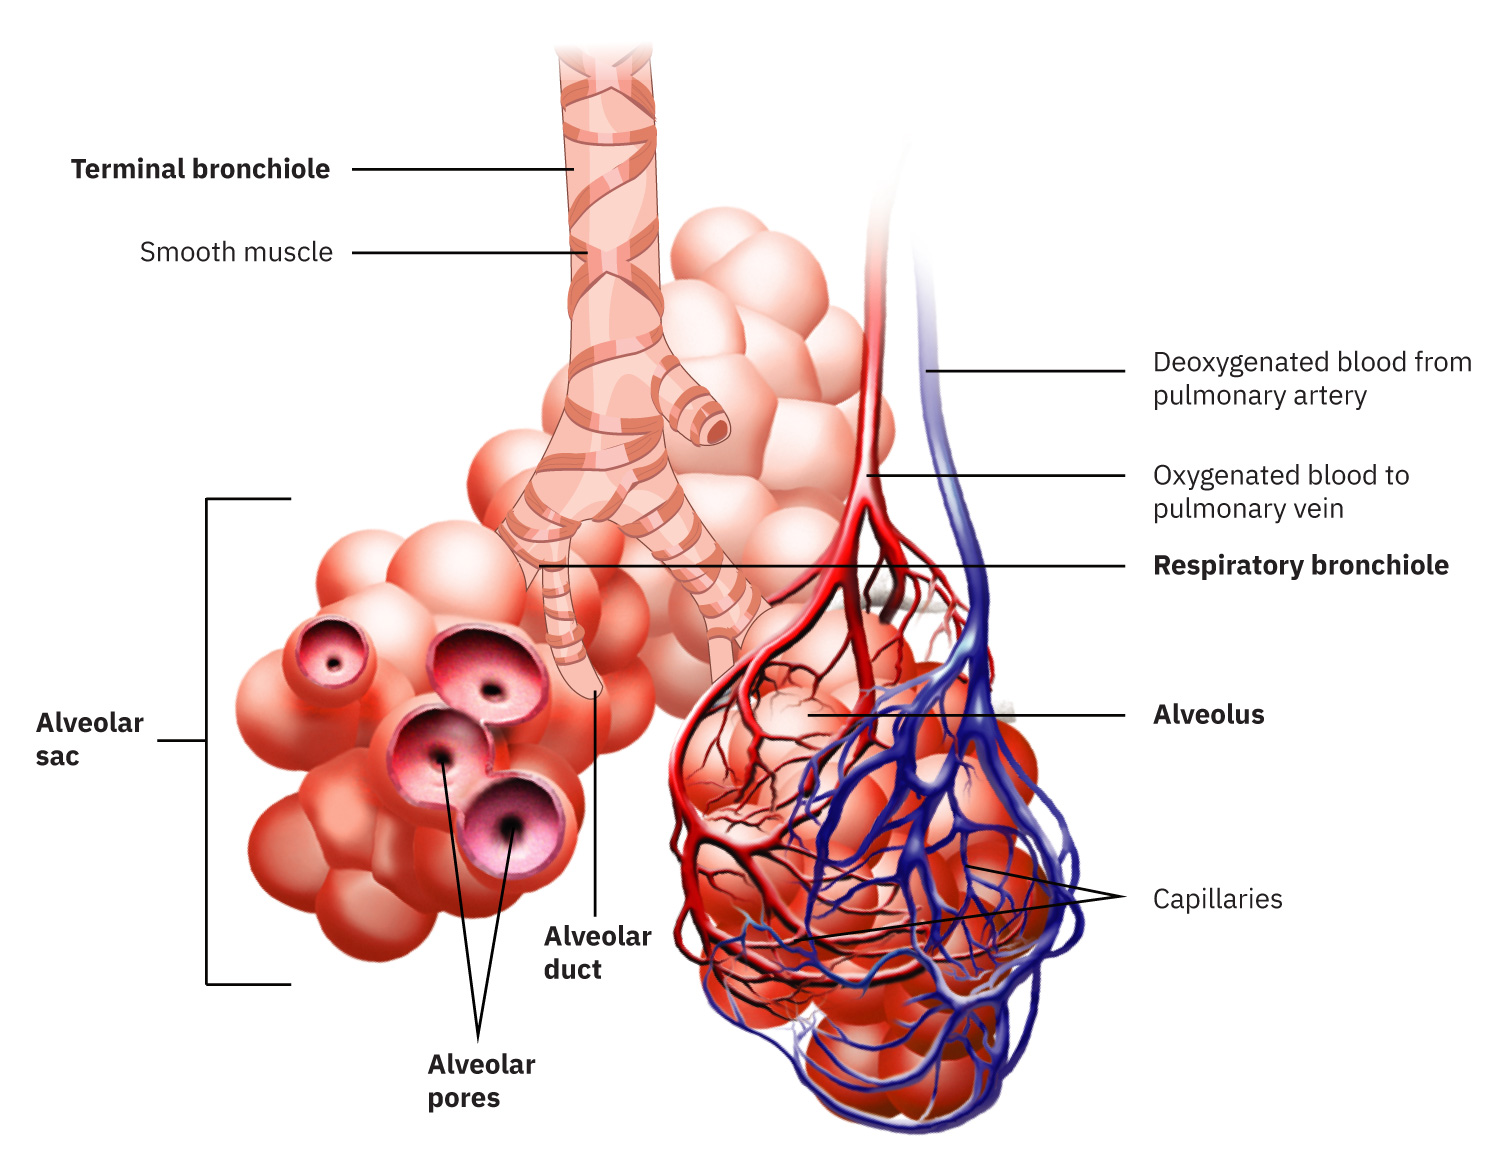 Terminal bronchiole
Smooth muscle
Deoxygenated blood from
pulmonary artery
Oxygenated blood to
pulmonary vein
Respiratory bronchiole
Alveolus
Alveolar
sac
Capillaries
Alveolar
duct
Alveolar
pores